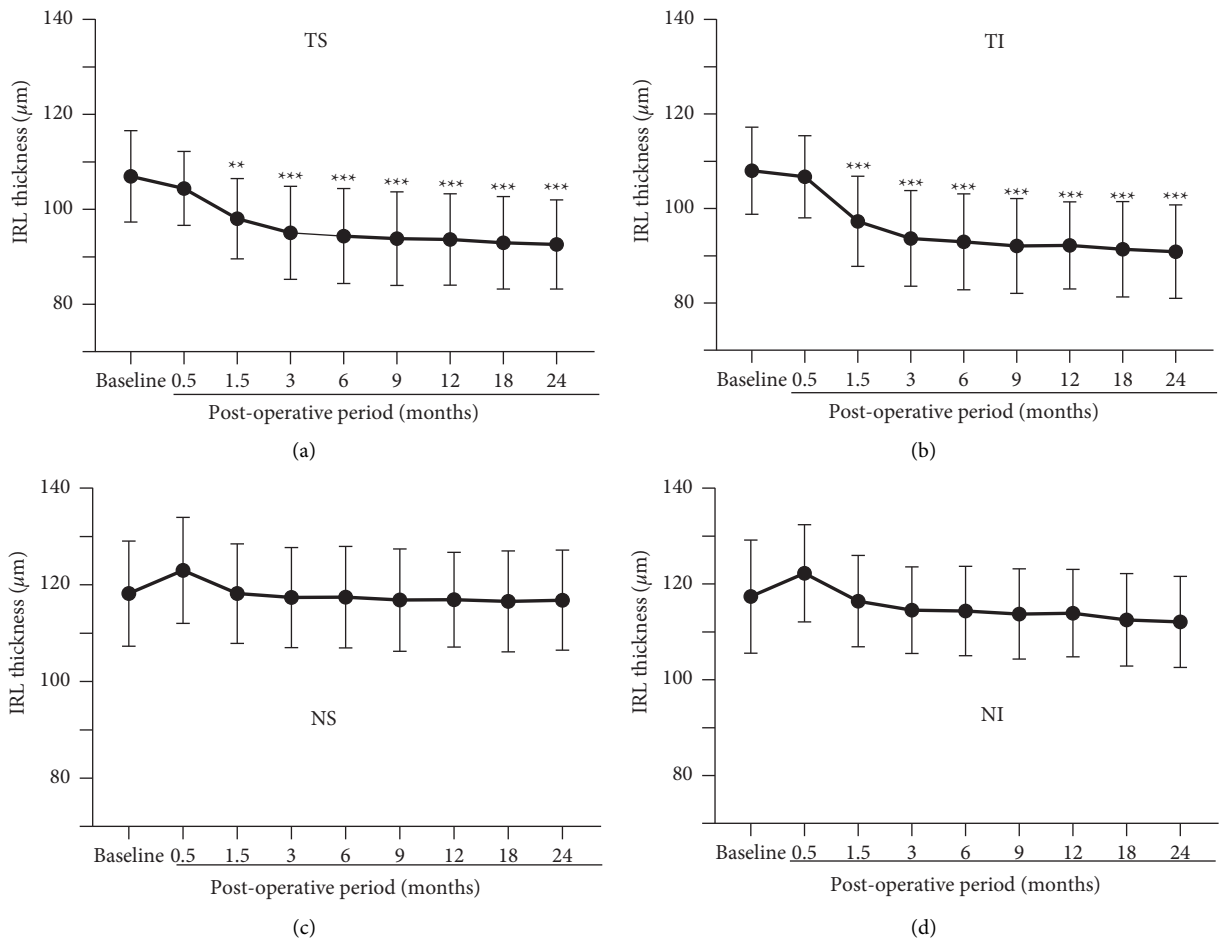 140
TS
120
100
80
IRL thickness (μm)
** *** *** *** *** *** ***
Baseline 0.5 1.5 3 6 9 12 18 24
Post-operative period (months)
(a)
140
TI
120
100
80
IRL thickness (μm)
*** *** *** *** *** *** ***
Baseline 0.5 1.5 3 6 9 12 18 24
Post-operative period (months)
(b)
140
120
100
80
IRL thickness (μm)
NS
Baseline 0.5 1.5 3 6 9 12 18 24
Post-operative period (months)
(c)
140
120
100
80
IRL thickness (μm)
NI
Baseline 0.5 1.5 3 6 9 12 18 24
Post-operative period (months)
(d)